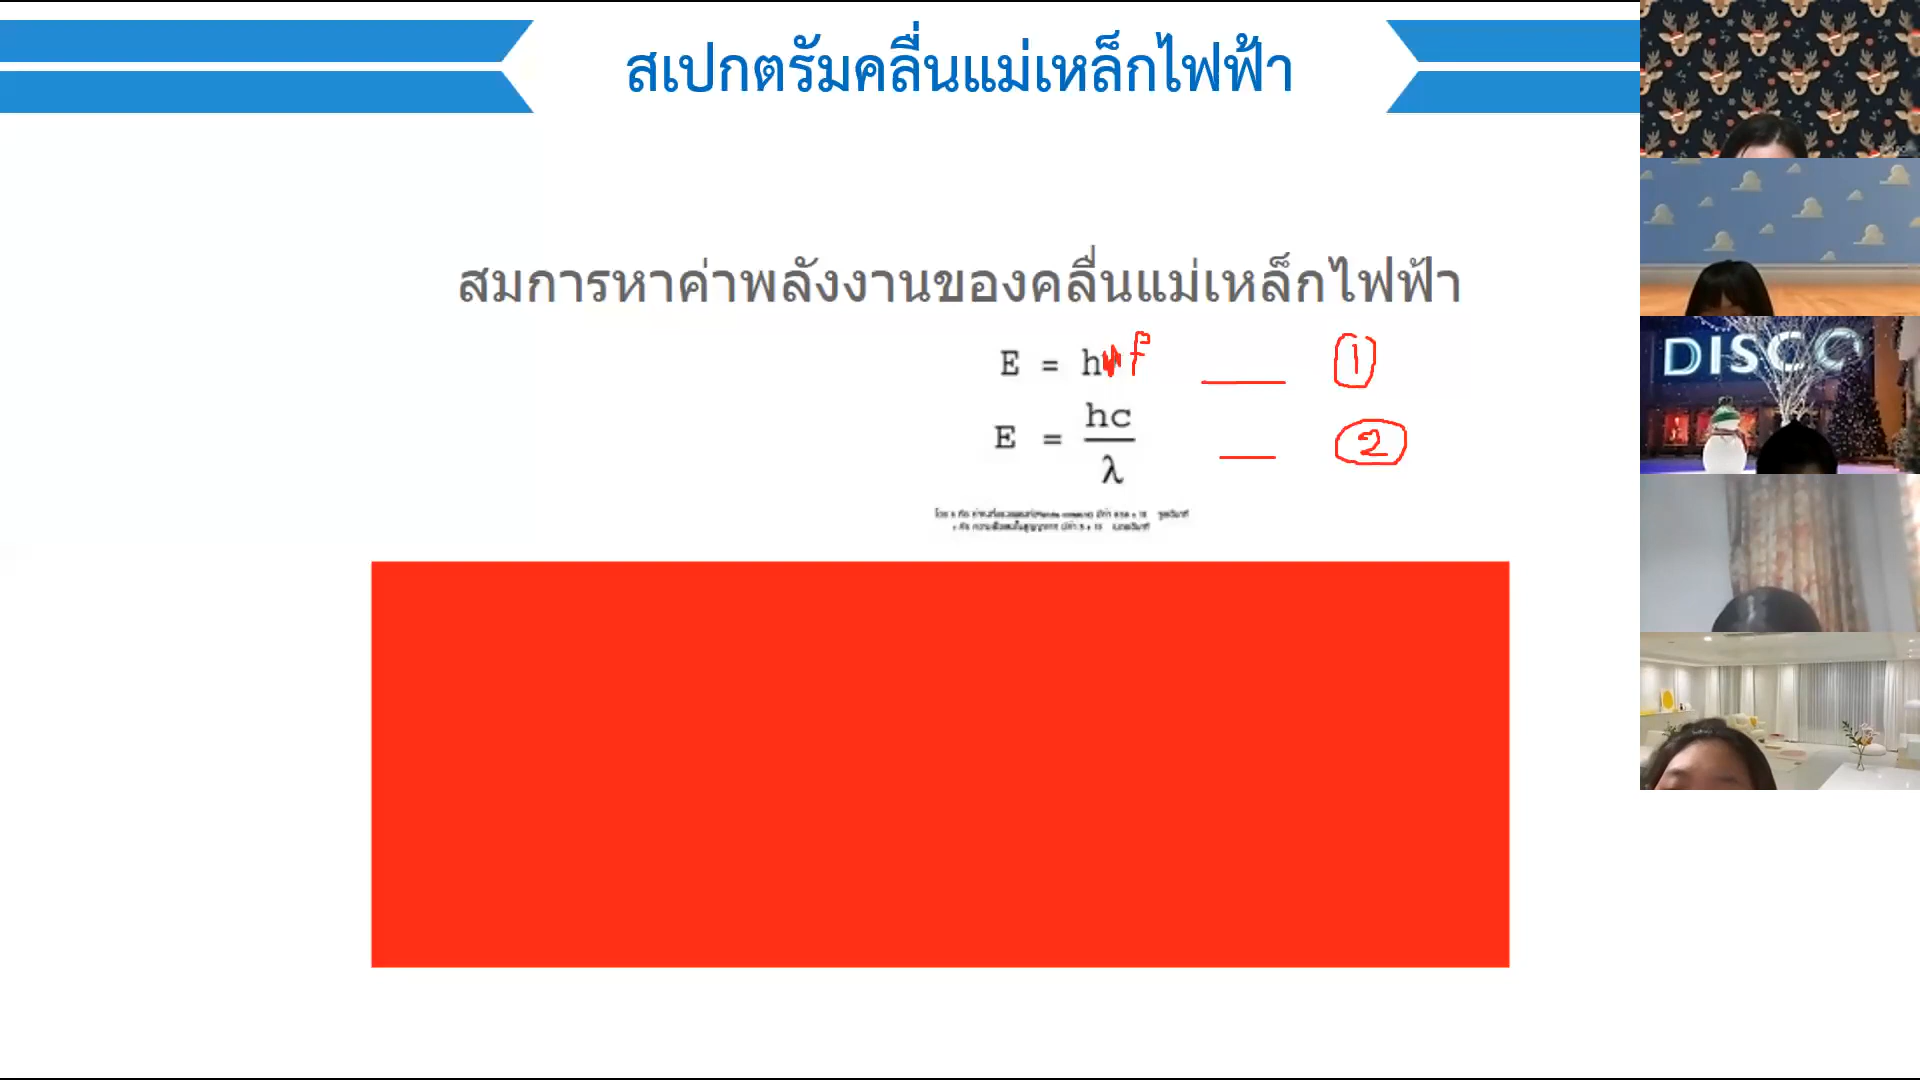 สเปกตรัมคลื่นแม่เหล็กไฟฟ้า
สมการหาค่าพลังงานของคลื่นแม่เหล็กไฟฟ้า
E = h f 1
E = hc/λ 2
DISCO